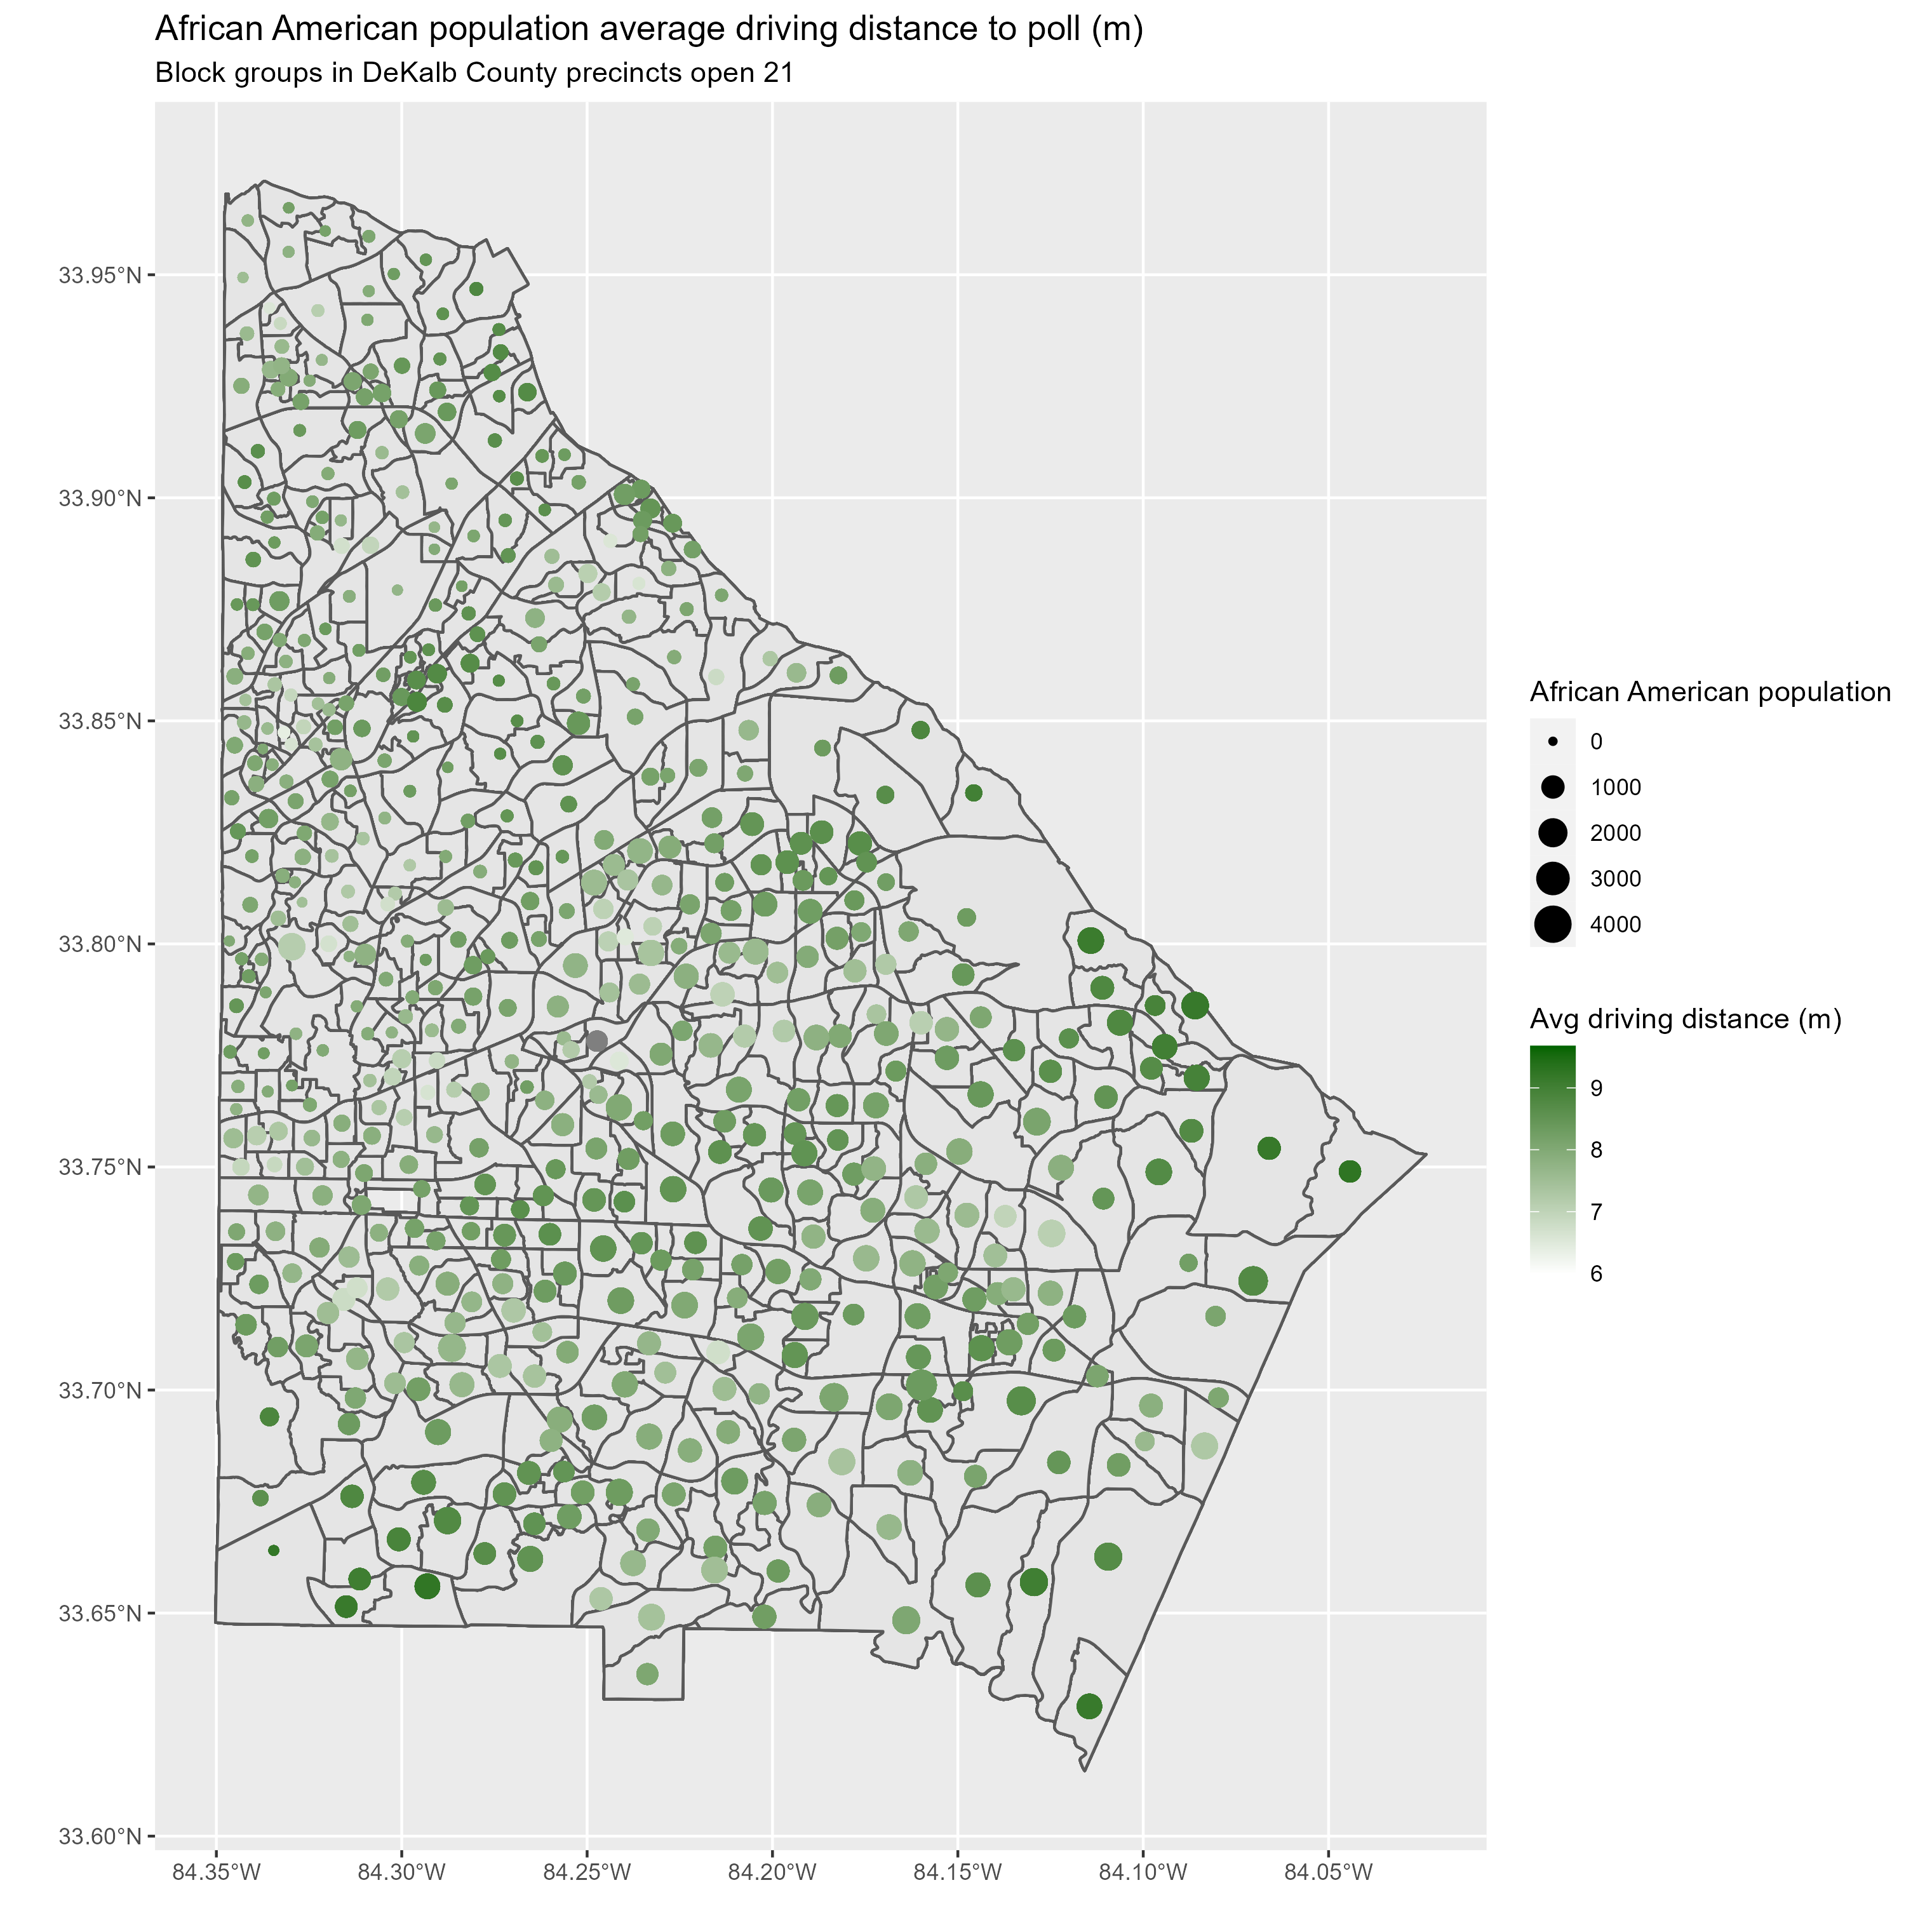 African American population average driving distance to poll (m)
Block groups in DeKalb County precincts open 21
33.95°N
33.90°N
33.85°N
33.80°N
33.75°N
33.70°N
33.65°N
33.60°N
84.35°W
84.30°W
84.25°W
84.20°W
84.15°W
84.10°W
84.05°W
African American population
0
1000
2000
3000
4000
Avg driving distance (m)
9
8
7
6